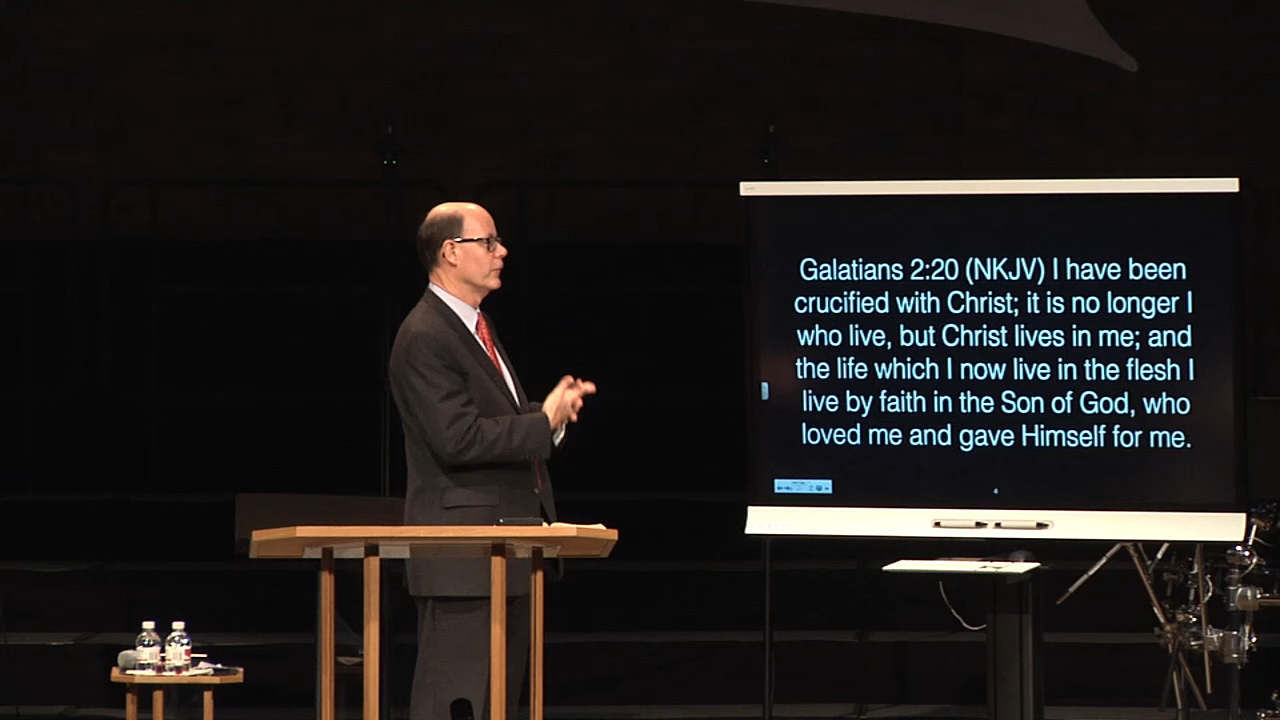 Galatians 2:20 (NKJV) I have been
crucified with Christ; it is no longer I
who live, but Christ lives in me; and
the life which I now live in the flesh I
live by faith in the Son of God, who
loved me and gave Himself for me.